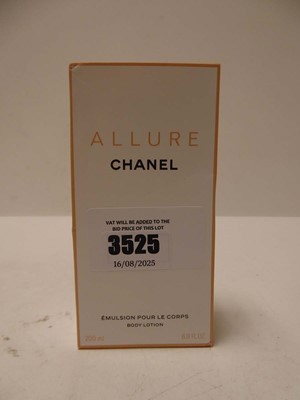 ALLURE
CHANEL
VAT WILL BE ADDED TO THE
BID PRICE OF THIS LOT
3525
16/08/2025
ÉMULSION POUR LE CORPS
BODY LOTION